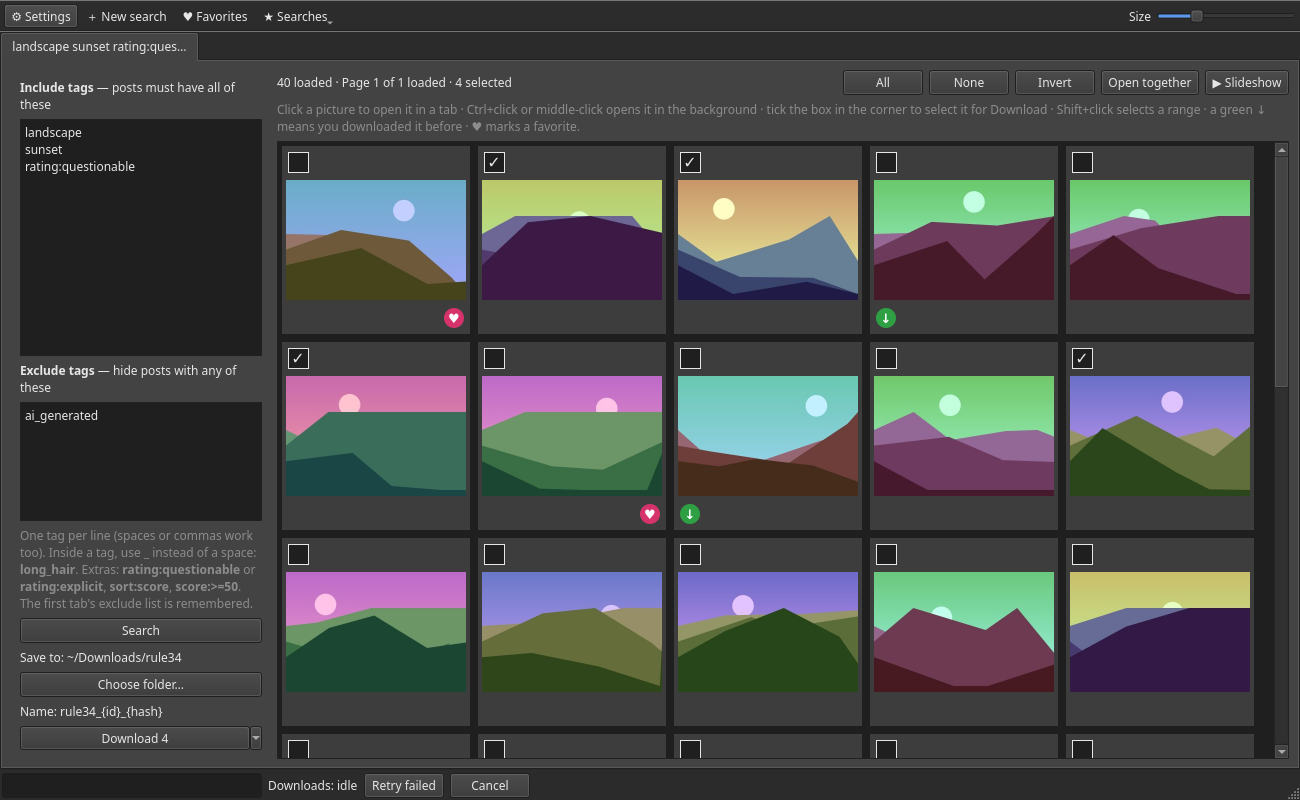 ⚙ Settings + New search ♥ Favorites ★ Searches Size
landscape sunset rating:ques...
Include tags — posts must have all of
these
landscape
sunset
rating:questionable
Exclude tags — hide posts with any of
these
ai_generated
One tag per line (spaces or commas work
too). Inside a tag, use _ instead of a space:
long_hair. Extras: rating:questionable or
rating:explicit, sort:score, score:>=50.
The first tab's exclude list is remembered.
Search
Save to: ~/Downloads/rule34
Choose folder...
Name: rule34_{id}_{hash}
Download 4
40 loaded · Page 1 of 1 loaded · 4 selected
All
None
Invert
Open together
▶ Slideshow
Click a picture to open it in a tab · Ctrl+click or middle-click opens it in the background · tick the box in the corner to select it for Download · Shift+click selects a range · a green ↓
means you downloaded it before · ♥ marks a favorite.
Downloads: idle
Retry failed
Cancel